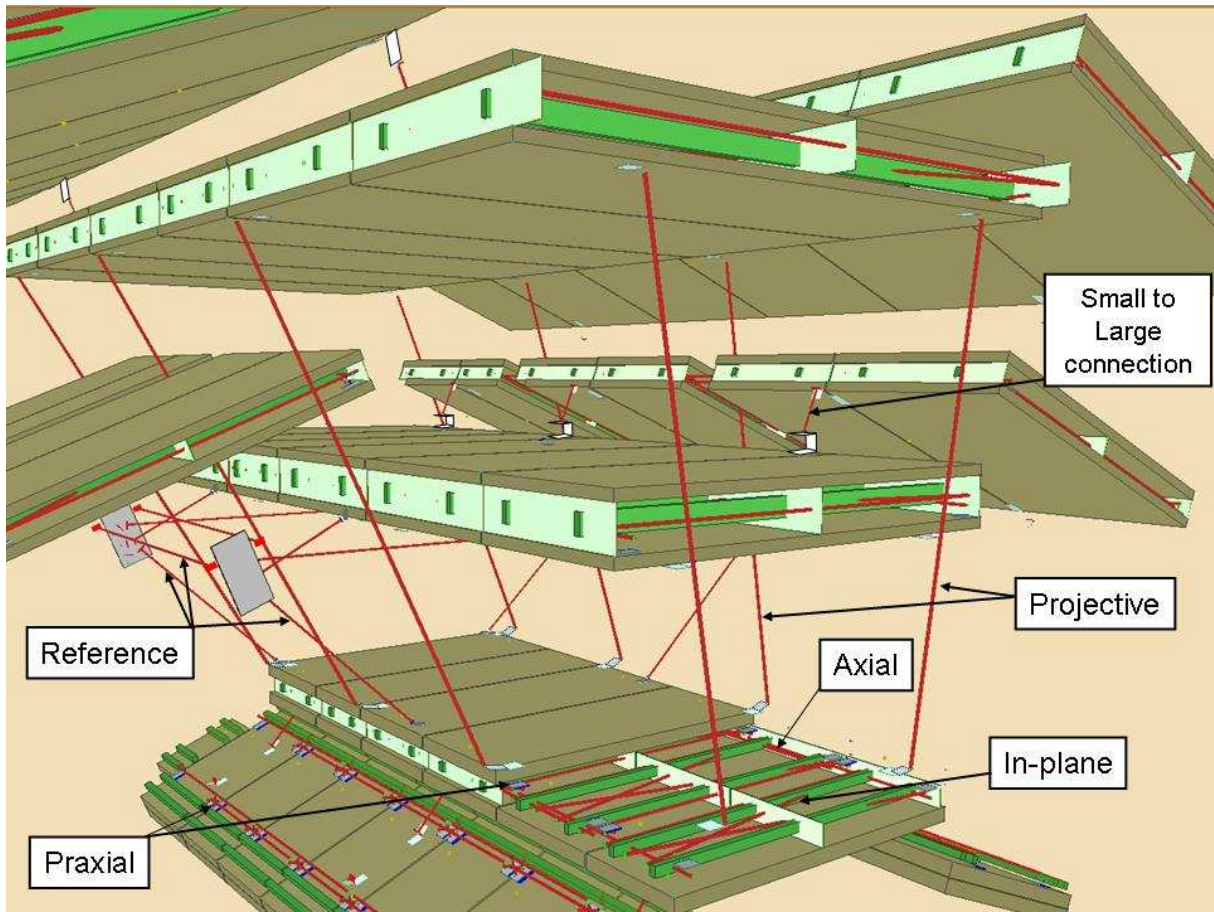 Small to
Large
connection
Projective
Reference
Axial
In-plane
Praxial